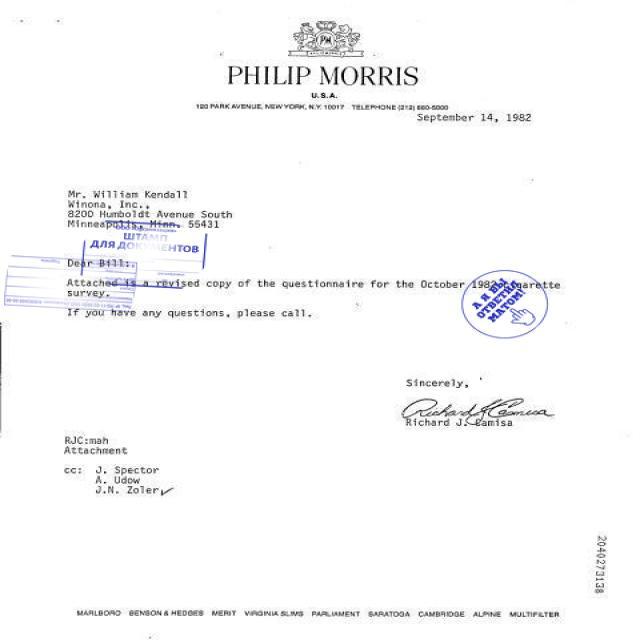 PHILIP MORRIS
U.S.A.
120 PARK AVENUE, NEW YORK, N.Y. 10017 TELEPHONE (212) 880-5000
September 14, 1982
Mr. William Kendall
Winona, Inc.,
8200 Humboldt Avenue South
Minneapolis, Minn. 55431
ШТАМП
ДЛЯ ДОКУМЕНТОВ
Dear Bill:
Attached is a revised copy of the questionnaire for the October 1982 cigarette
survey.
А Я БЫ
ОТВЕТИЛ
МАТОМ!
If you have any questions, please call.
Sincerely,
Richard J. Camisa
Richard J. Camisa
RJC:mah
Attachment
cc: J. Spector
A. Udow
J.N. Zoler
2040273138
MARLBORO BENSON & HEDGES MERIT VIRGINIA SLIMS PARLIAMENT SARATOGA CAMBRIDGE ALPINE MULTIFILTER